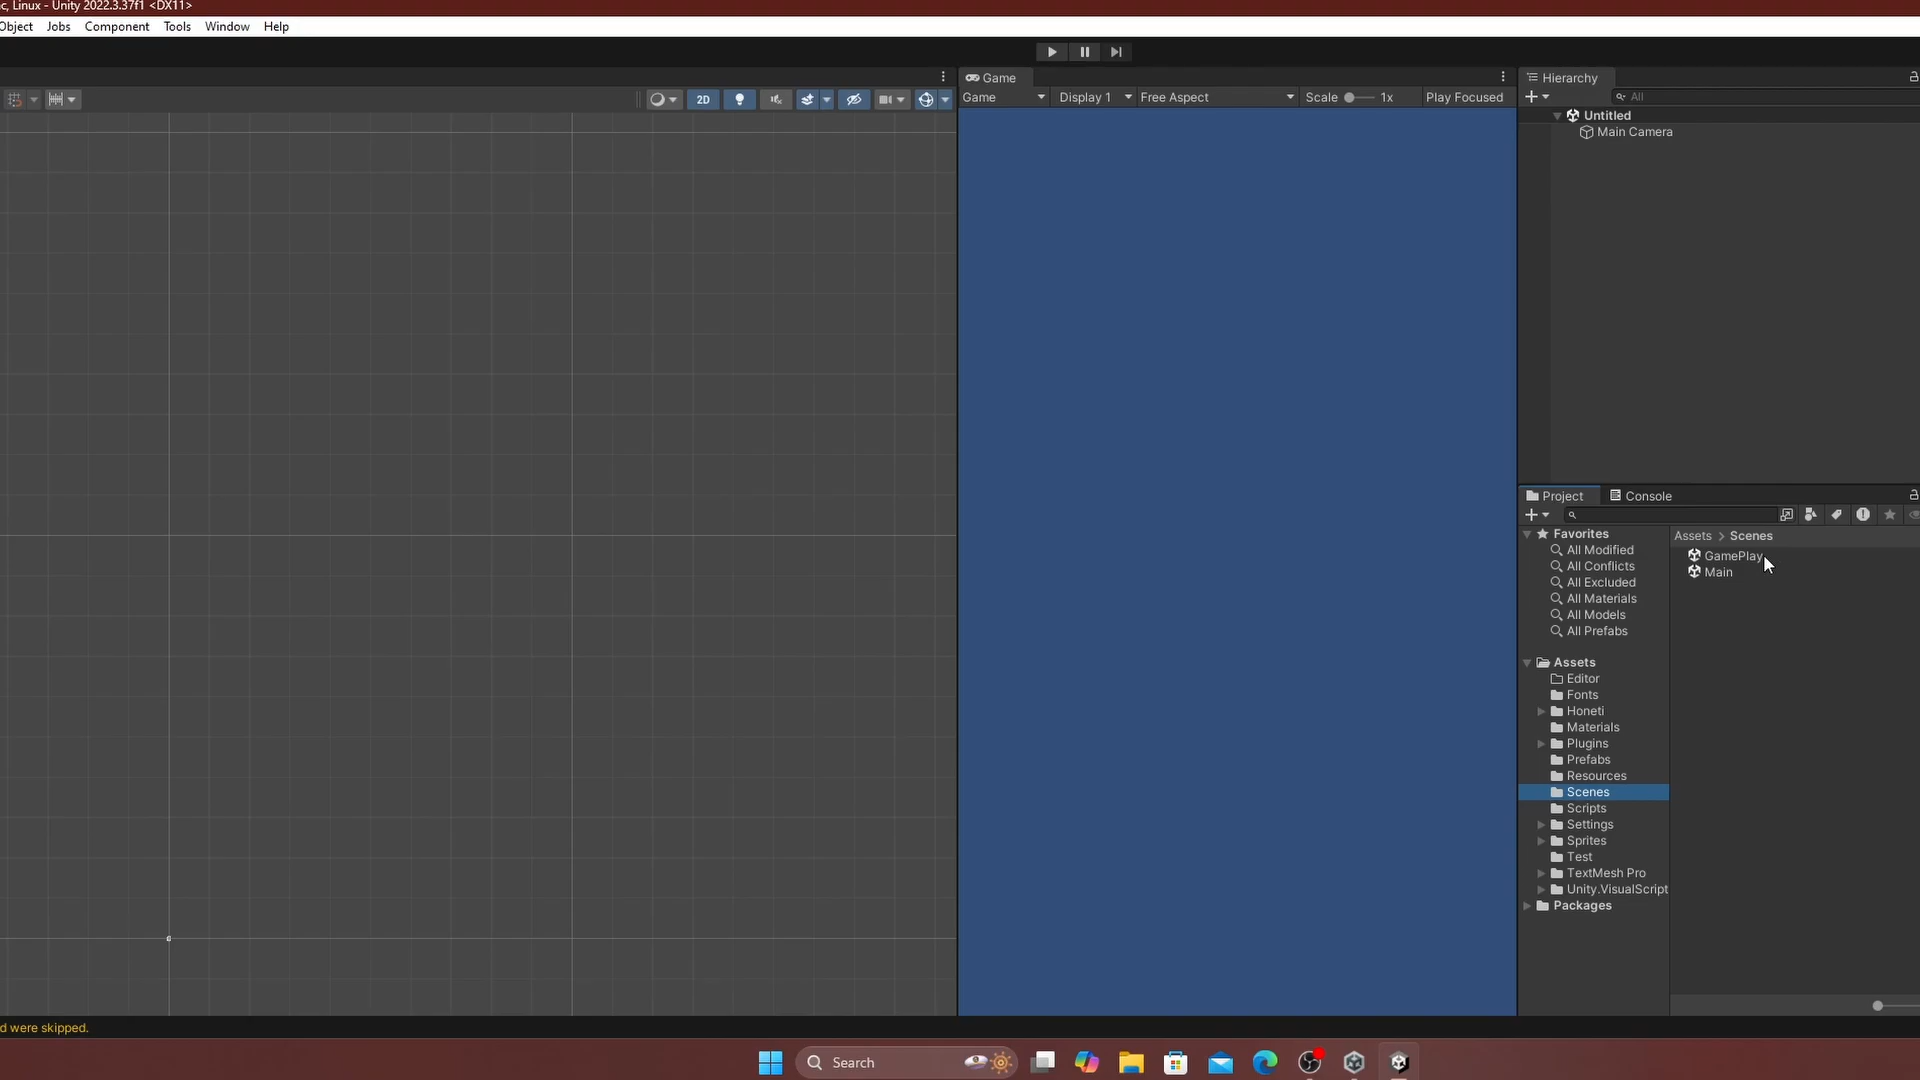 c, Linux - Unity 2022.3.37f1 <DX11>
Object Jobs Component Tools Window Help
Game
Hierarchy
2D
Game Display 1 Free Aspect Scale 1x Play Focused
All
Untitled
Main Camera
Project Console
Favorites
All Modified
All Conflicts
All Excluded
All Materials
All Models
All Prefabs
Assets
Editor
Fonts
Honeti
Materials
Plugins
Prefabs
Resources
Scenes
Scripts
Settings
Sprites
Test
TextMesh Pro
Unity.VisualScript
Packages
Assets > Scenes
GamePlay
Main
d were skipped.
Search